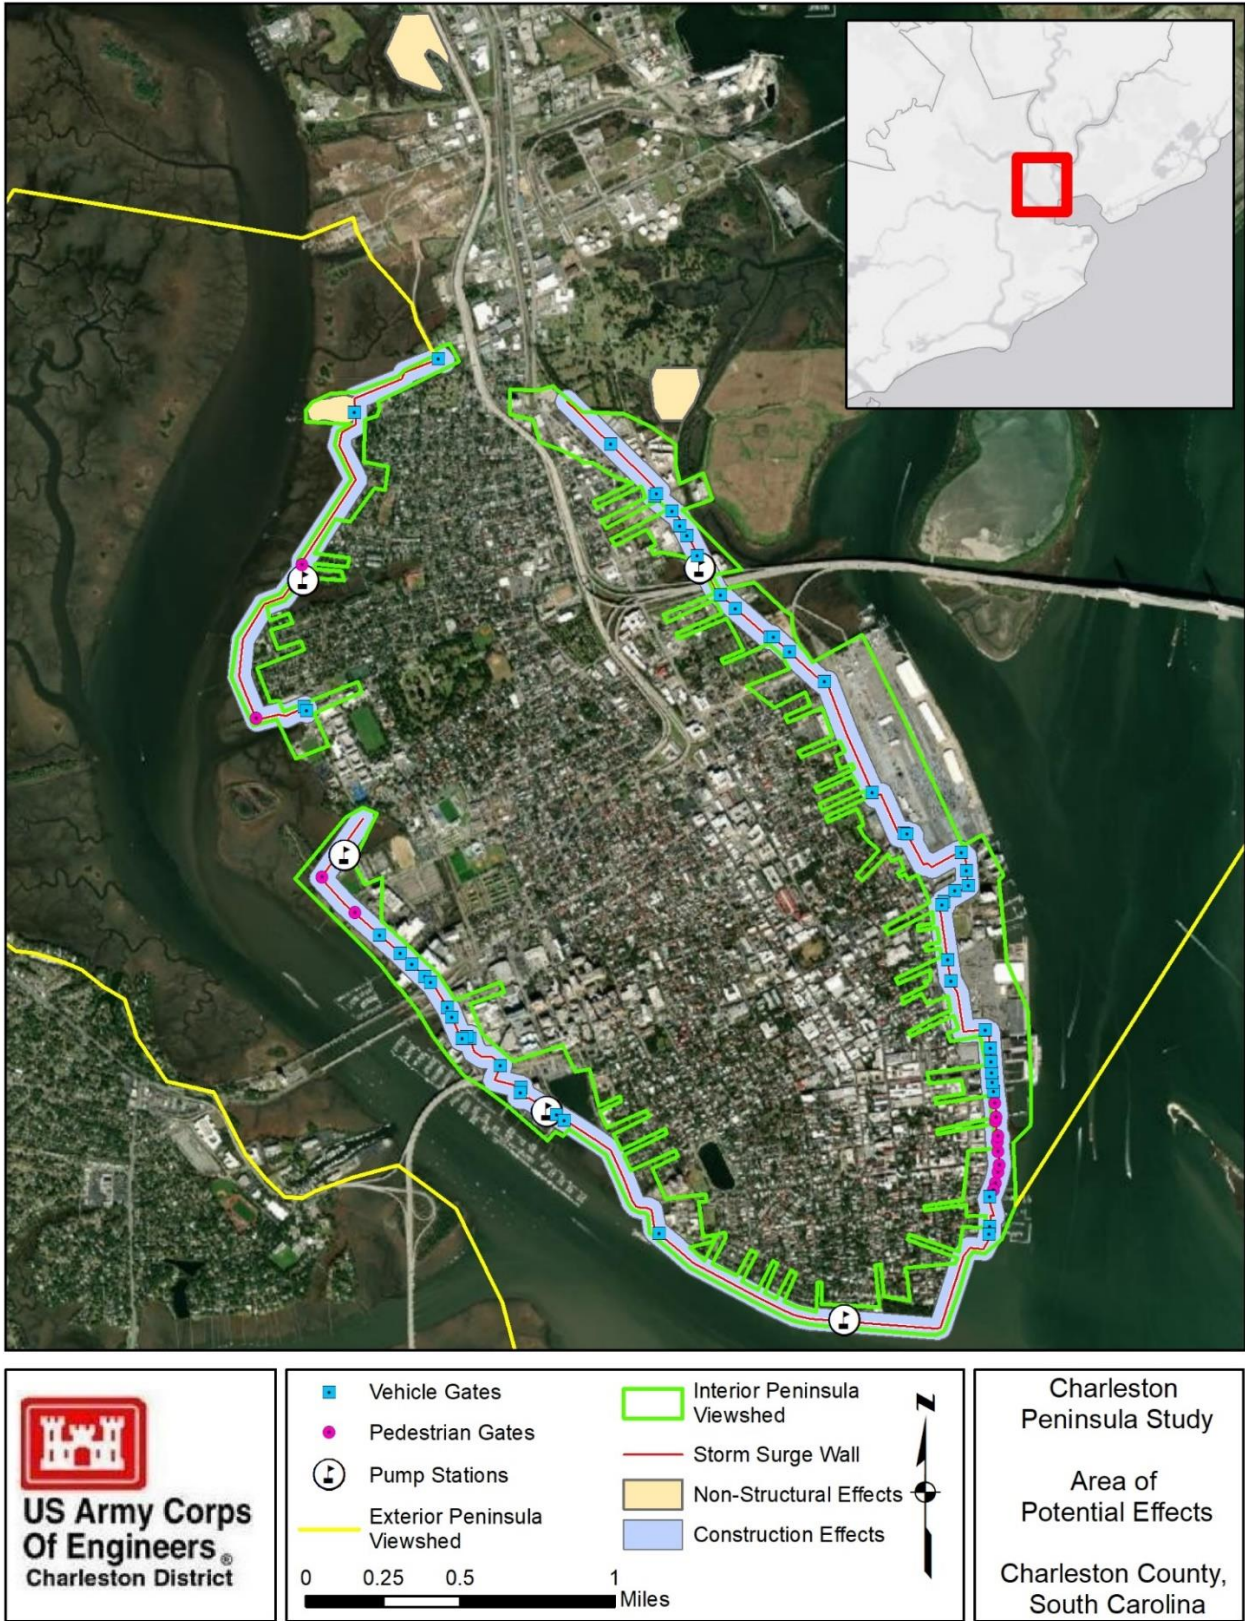 US Army Corps
Of Engineers®
Charleston District
Vehicle Gates
Pedestrian Gates
Pump Stations
Exterior Peninsula
Viewshed
0 0.25 0.5 1
Miles
Interior Peninsula
Viewshed
Storm Surge Wall
Non-Structural Effects
Construction Effects
N
Charleston
Peninsula Study
Area of
Potential Effects
Charleston County,
South Carolina